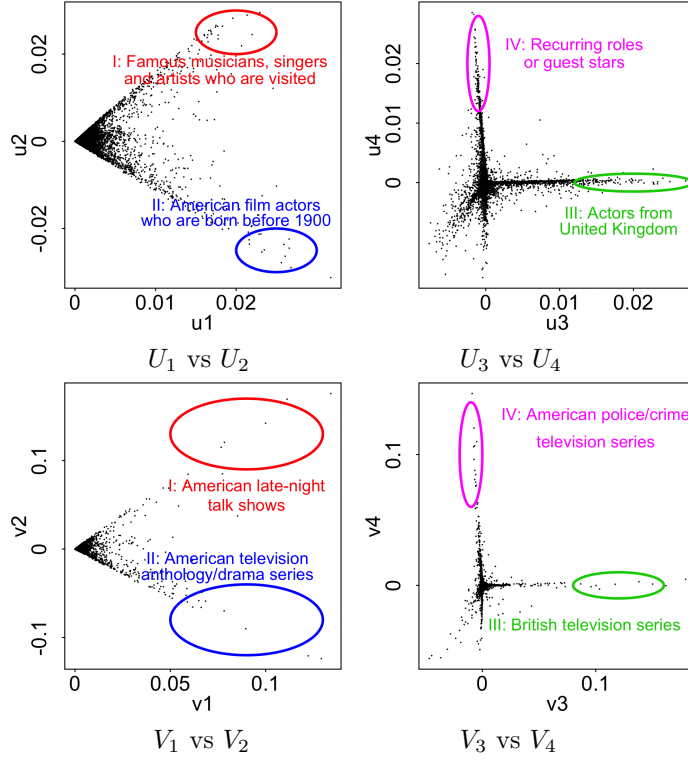 0.02
I: Famous musicians, singers
and artists who are visited
u2
0
II: American film actors
who are born before 1900
-0.02
0 0.01 0.02
u1
U1 vs U2
IV: Recurring roles
or guest stars
0.02
0.01
u4
0
III: Actors from
United Kingdom
0 0.01 0.02
u3
U3 vs U4
0.1
I: American late-night
talk shows
v2
0
II: American television
anthology/drama series
-0.1
0 0.05 0.1
v1
V1 vs V2
IV: American police/crime
television series
0.1
v4
0
III: British television series
0 0.1
v3
V3 vs V4